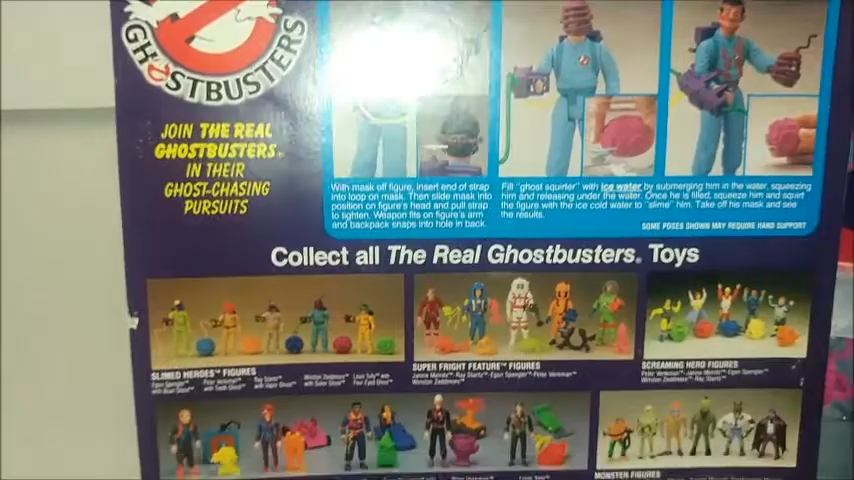 GHOSTBUSTERS
JOIN THE REAL
GHOSTBUSTERS®
IN THEIR
GHOST-CHASING
PURSUITS
With mask off figure, insert end of strap
into loop on mask. Then slide mask into
position on figure's head and pull strap
to tighten. Weapon fits on figure's arm
and backpack snaps into hole in back.
Fill "ghost squirter" with ice water by submerging him in the water, squeezing
him and releasing under the water. Once he is filled, squeeze him and squirt
the figure with the ice cold water to "slime" him. Take off his mask and see
the results.
SOME POSES SHOWN MAY REQUIRE HAND SUPPORT
Collect all The Real Ghostbusters® Toys
SLIMED HEROES™ FIGURES
SUPER FRIGHT FEATURE™ FIGURES
SCREAMING HERO FIGURES
MONSTER FIGURES